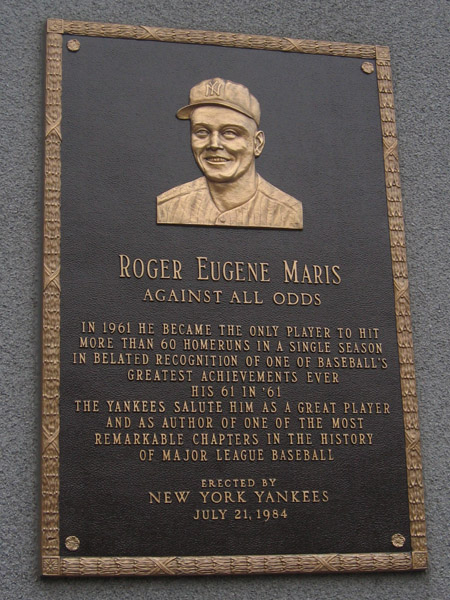 NY
ROGER EUGENE MARIS
AGAINST ALL ODDS
IN 1961 HE BECAME THE ONLY PLAYER TO HIT
MORE THAN 60 HOMERUNS IN A SINGLE SEASON
IN BELATED RECOGNITION OF ONE OF BASEBALL'S
GREATEST ACHIEVEMENTS EVER
HIS 61 IN '61
THE YANKEES SALUTE HIM AS A GREAT PLAYER
AND AS AUTHOR OF ONE OF THE MOST
REMARKABLE CHAPTERS IN THE HISTORY
OF MAJOR LEAGUE BASEBALL
ERECTED BY
NEW YORK YANKEES
JULY 21, 1984